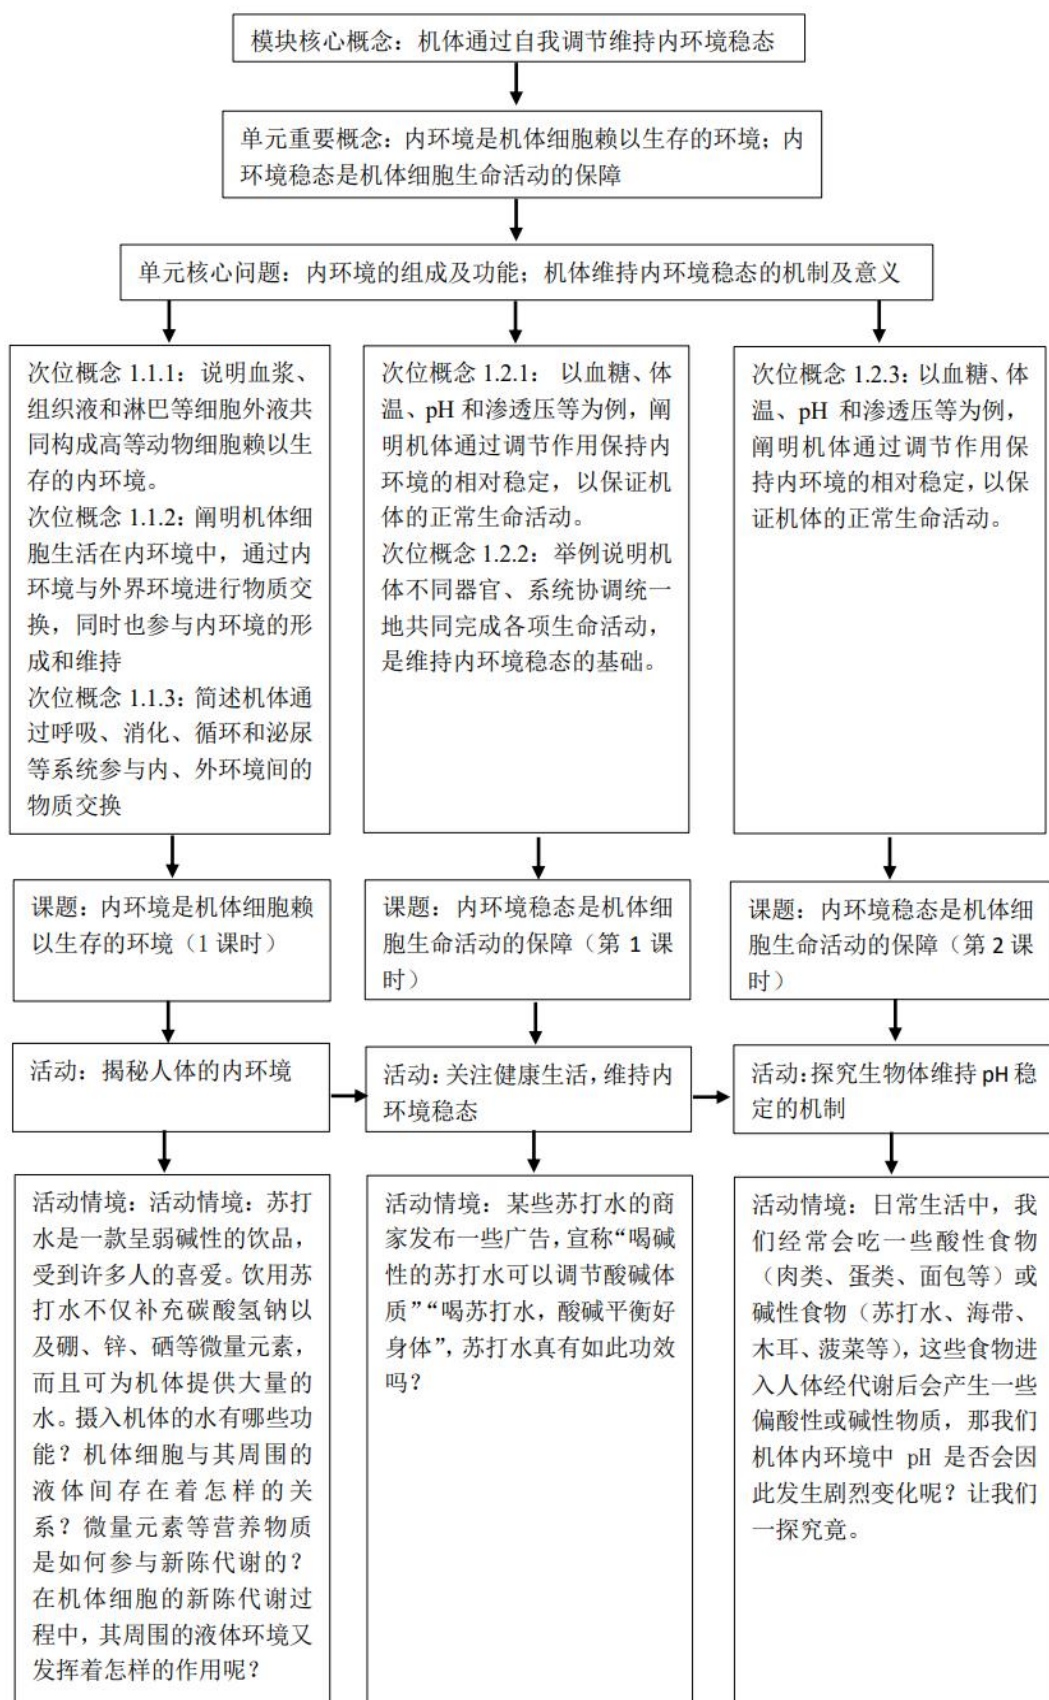 模块核心概念：机体通过自我调节维持内环境稳态
单元重要概念：内环境是机体细胞赖以生存的环境；内
环境稳态是机体细胞生命活动的保障
单元核心问题：内环境的组成及功能；机体维持内环境稳态的机制及意义
次位概念 1.1.1：说明血浆、
组织液和淋巴等细胞外液共
同构成高等动物细胞赖以生
存的内环境。
次位概念 1.1.2：阐明机体细
胞生活在内环境中，通过内
环境与外界环境进行物质交
换，同时也参与内环境的形
成和维持
次位概念 1.1.3：简述机体通
过呼吸、消化、循环和泌尿
等系统参与内、外环境间的
物质交换
次位概念 1.2.1： 以血糖、体
温、pH 和渗透压等为例，阐
明机体通过调节作用保持内
环境的相对稳定，以保证机
体的正常生命活动。
次位概念 1.2.2：举例说明机
体不同器官、系统协调统一
地共同完成各项生命活动，
是维持内环境稳态的基础。
次位概念 1.2.3：以血糖、体
温、pH 和渗透压等为例，
阐明机体通过调节作用保
持内环境的相对稳定，以保
证机体的正常生命活动。
课题：内环境是机体细胞赖
以生存的环境（1 课时）
课题：内环境稳态是机体细
胞生命活动的保障（第 1 课
时）
课题：内环境稳态是机体细
胞生命活动的保障（第 2 课
时）
活动：揭秘人体的内环境
活动：关注健康生活，维持内
环境稳态
活动：探究生物体维持 pH 稳
定的机制
活动情境：活动情境：苏打
水是一款呈弱碱性的饮品，
受到许多人的喜爱。饮用苏
打水不仅补充碳酸氢钠以
及硼、锌、硒等微量元素，
而且可为机体提供大量的
水。摄入机体的水有哪些功
能？机体细胞与其周围的
液体间存在着怎样的关
系？微量元素等营养物质
是如何参与新陈代谢的？
在机体细胞的新陈代谢过
程中，其周围的液体环境又
发挥着怎样的作用呢？
活动情境：某些苏打水的商
家发布一些广告，宣称“喝碱
性的苏打水可以调节酸碱体
质”“喝苏打水，酸碱平衡好
身体”，苏打水真有如此功效
吗？
活动情境：日常生活中，我
们经常会吃一些酸性食物
（肉类、蛋类、面包等）或
碱性食物（苏打水、海带、
木耳、菠菜等），这些食物进
入人体经代谢后会产生一些
偏酸性或碱性物质，那我们
机体内环境中 pH 是否会因
此发生剧烈变化呢？让我们
一探究竟。